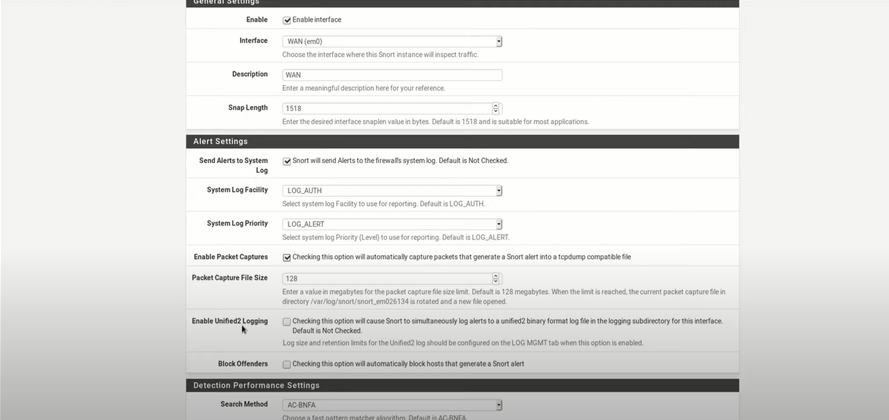 General Settings
Enable Enable interface
Interface WAN (em0)
Choose the interface where this Snort instance will inspect traffic.
Description WAN
Enter a meaningful description here for your reference.
Snap Length 1518
Enter the desired interface snaplen value in bytes. Default is 1518 and is suitable for most applications.
Alert Settings
Send Alerts to System Snort will send Alerts to the firewall's system log. Default is Not Checked.
Log
System Log Facility LOG_AUTH
Select system log Facility to use for reporting. Default is LOG_AUTH.
System Log Priority LOG_ALERT
Select system log Priority (Level) to use for reporting. Default is LOG_ALERT.
Enable Packet Captures Checking this option will automatically capture packets that generate a Snort alert into a tcpdump compatible file
Packet Capture File Size 128
Enter a value in megabytes for the packet capture file size limit. Default is 128 megabytes. When the limit is reached, the current packet capture file in
directory /var/log/snort/snort_em026134 is rotated and a new file opened.
Enable Unified2 Logging Checking this option will cause Snort to simultaneously log alerts to a unified2 binary format log file in the logging subdirectory for this interface.
Default is Not Checked.
Log size and retention limits for the Unified2 log should be configured on the LOG MGMT tab when this option is enabled.
Block Offenders Checking this option will automatically block hosts that generate a Snort alert
Detection Performance Settings
Search Method AC-BNFA
Choose a fast pattern matcher algorithm. Default is AC-BNFA.